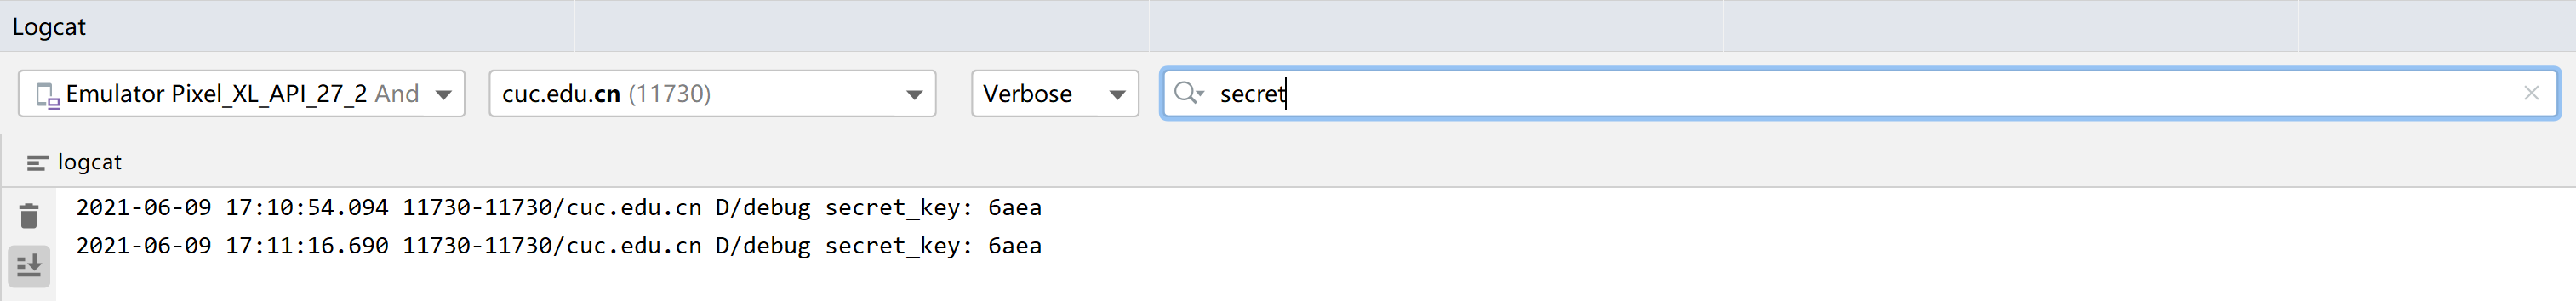 Logcat
Emulator Pixel_XL_API_27_2 And cuc.edu.cn (11730) Verbose secret
logcat
2021-06-09 17:10:54.094 11730-11730/cuc.edu.cn D/debug secret_key: 6aea
2021-06-09 17:11:16.690 11730-11730/cuc.edu.cn D/debug secret_key: 6aea